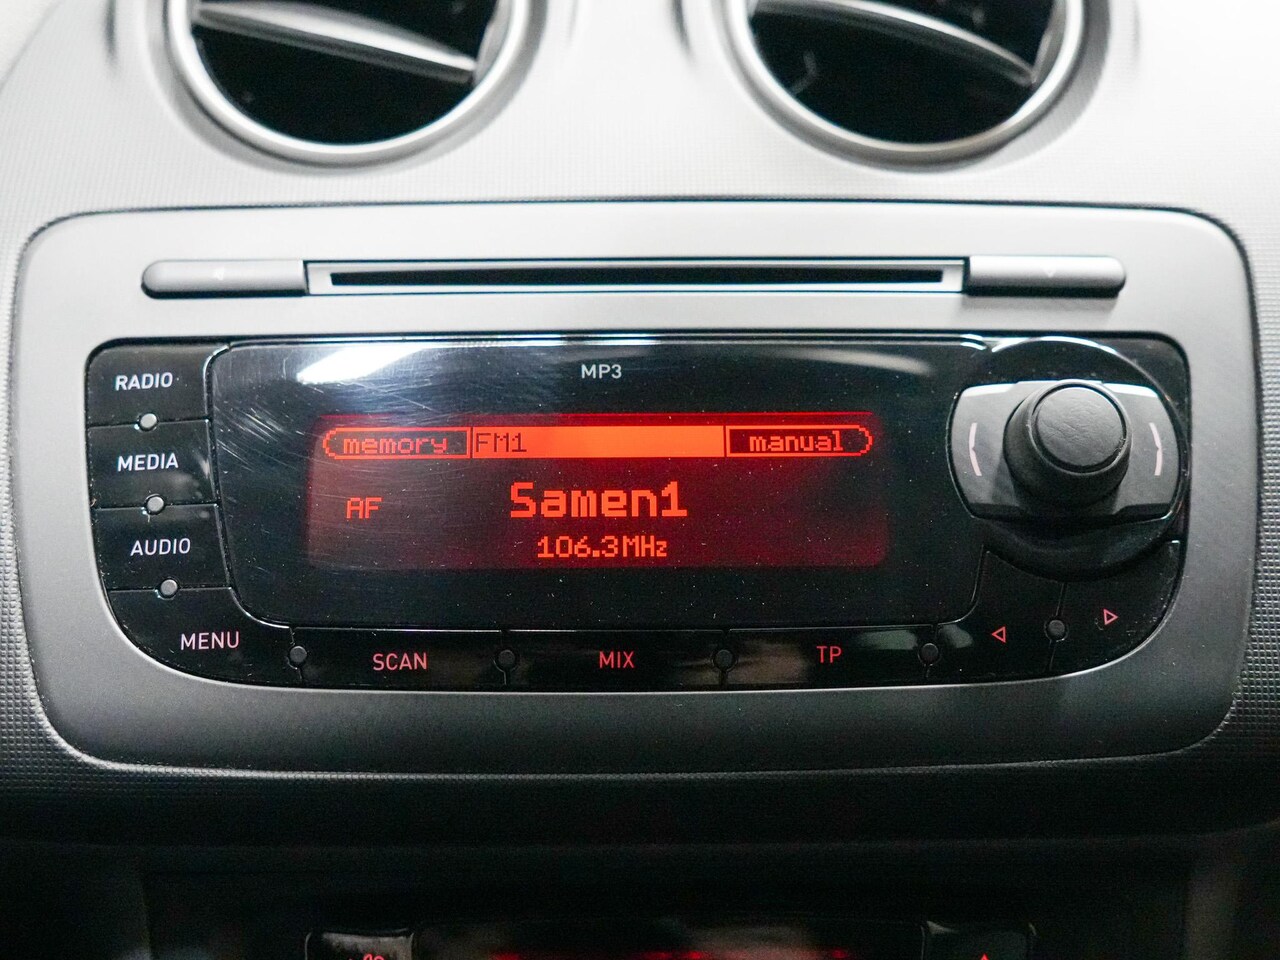 MP3
RADIO
MEDIA
AUDIO
MENU
memory FM1 manual
AF Samen1
106.3MHz
SCAN MIX TP